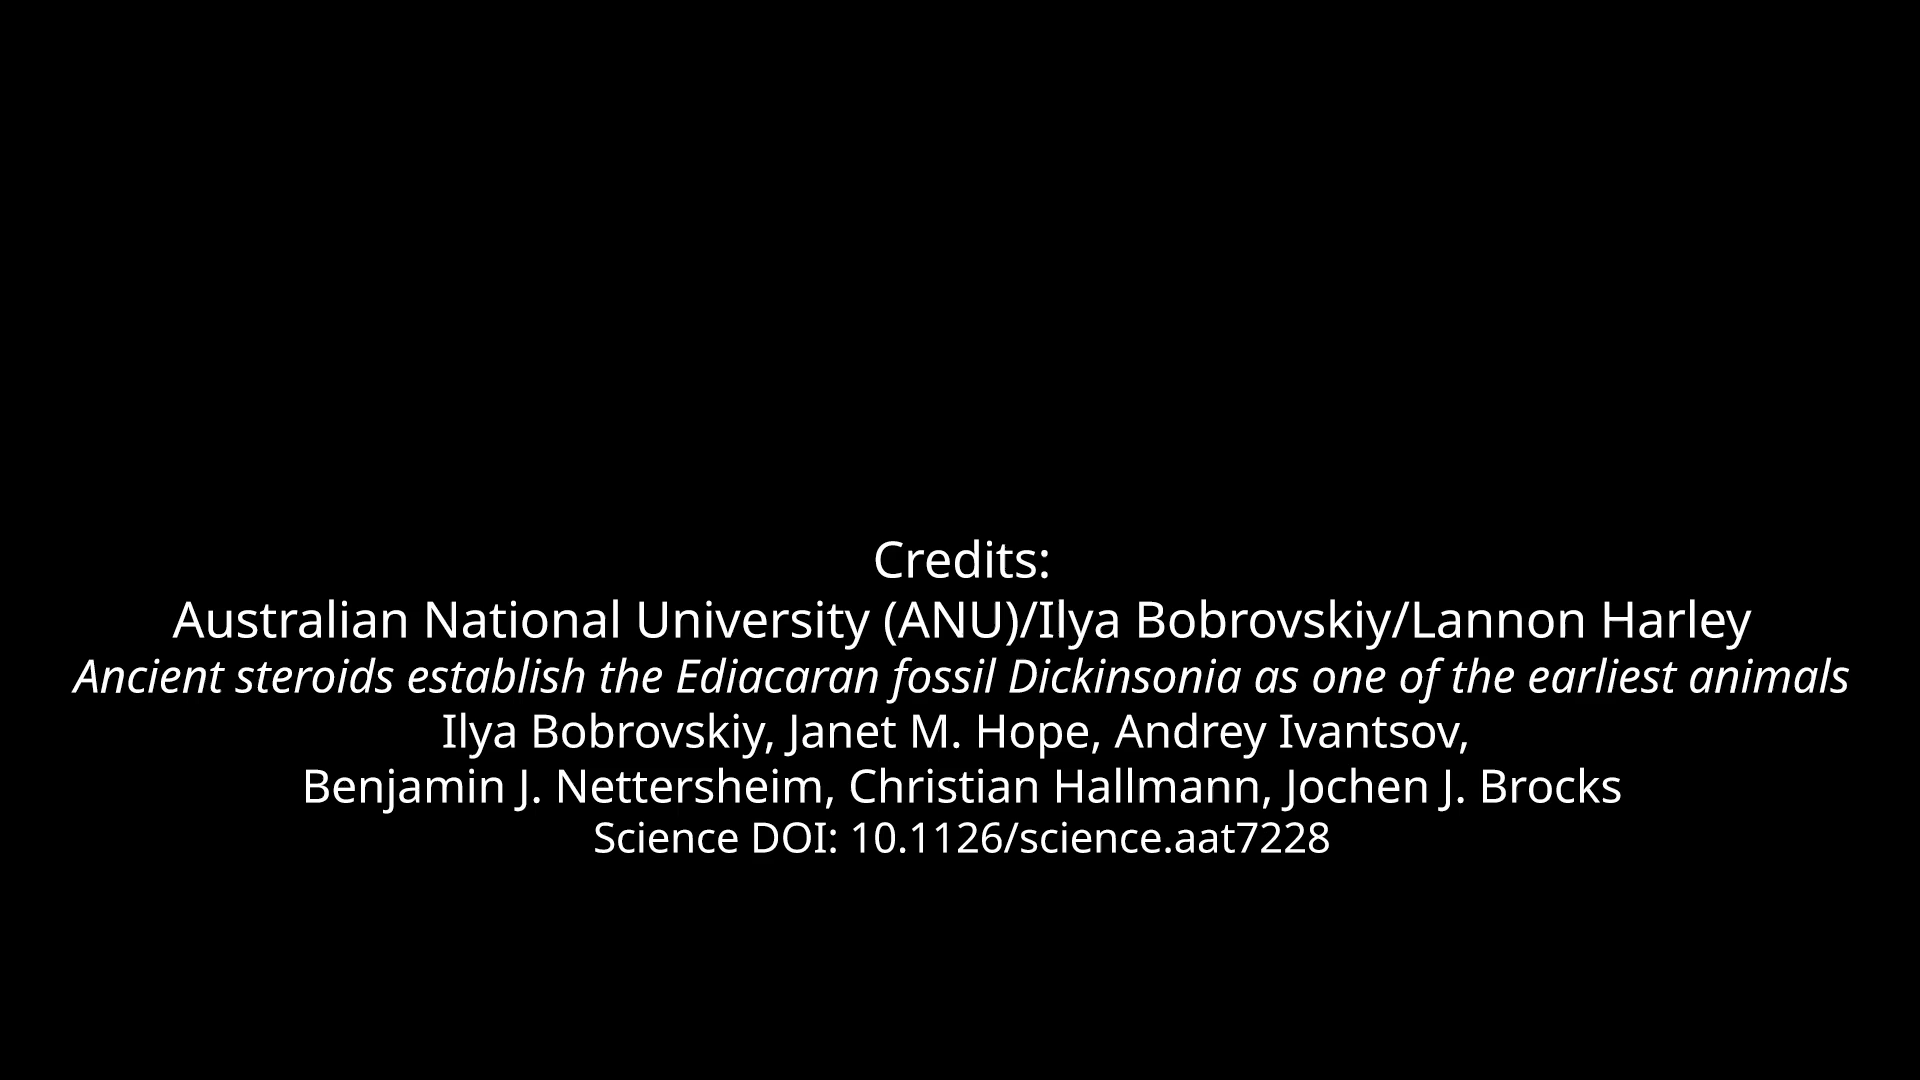 Credits:
Australian National University (ANU)/Ilya Bobrovskiy/Lannon Harley
Ancient steroids establish the Ediacaran fossil Dickinsonia as one of the earliest animals
Ilya Bobrovskiy, Janet M. Hope, Andrey Ivantsov,
Benjamin J. Nettersheim, Christian Hallmann, Jochen J. Brocks
Science DOI: 10.1126/science.aat7228